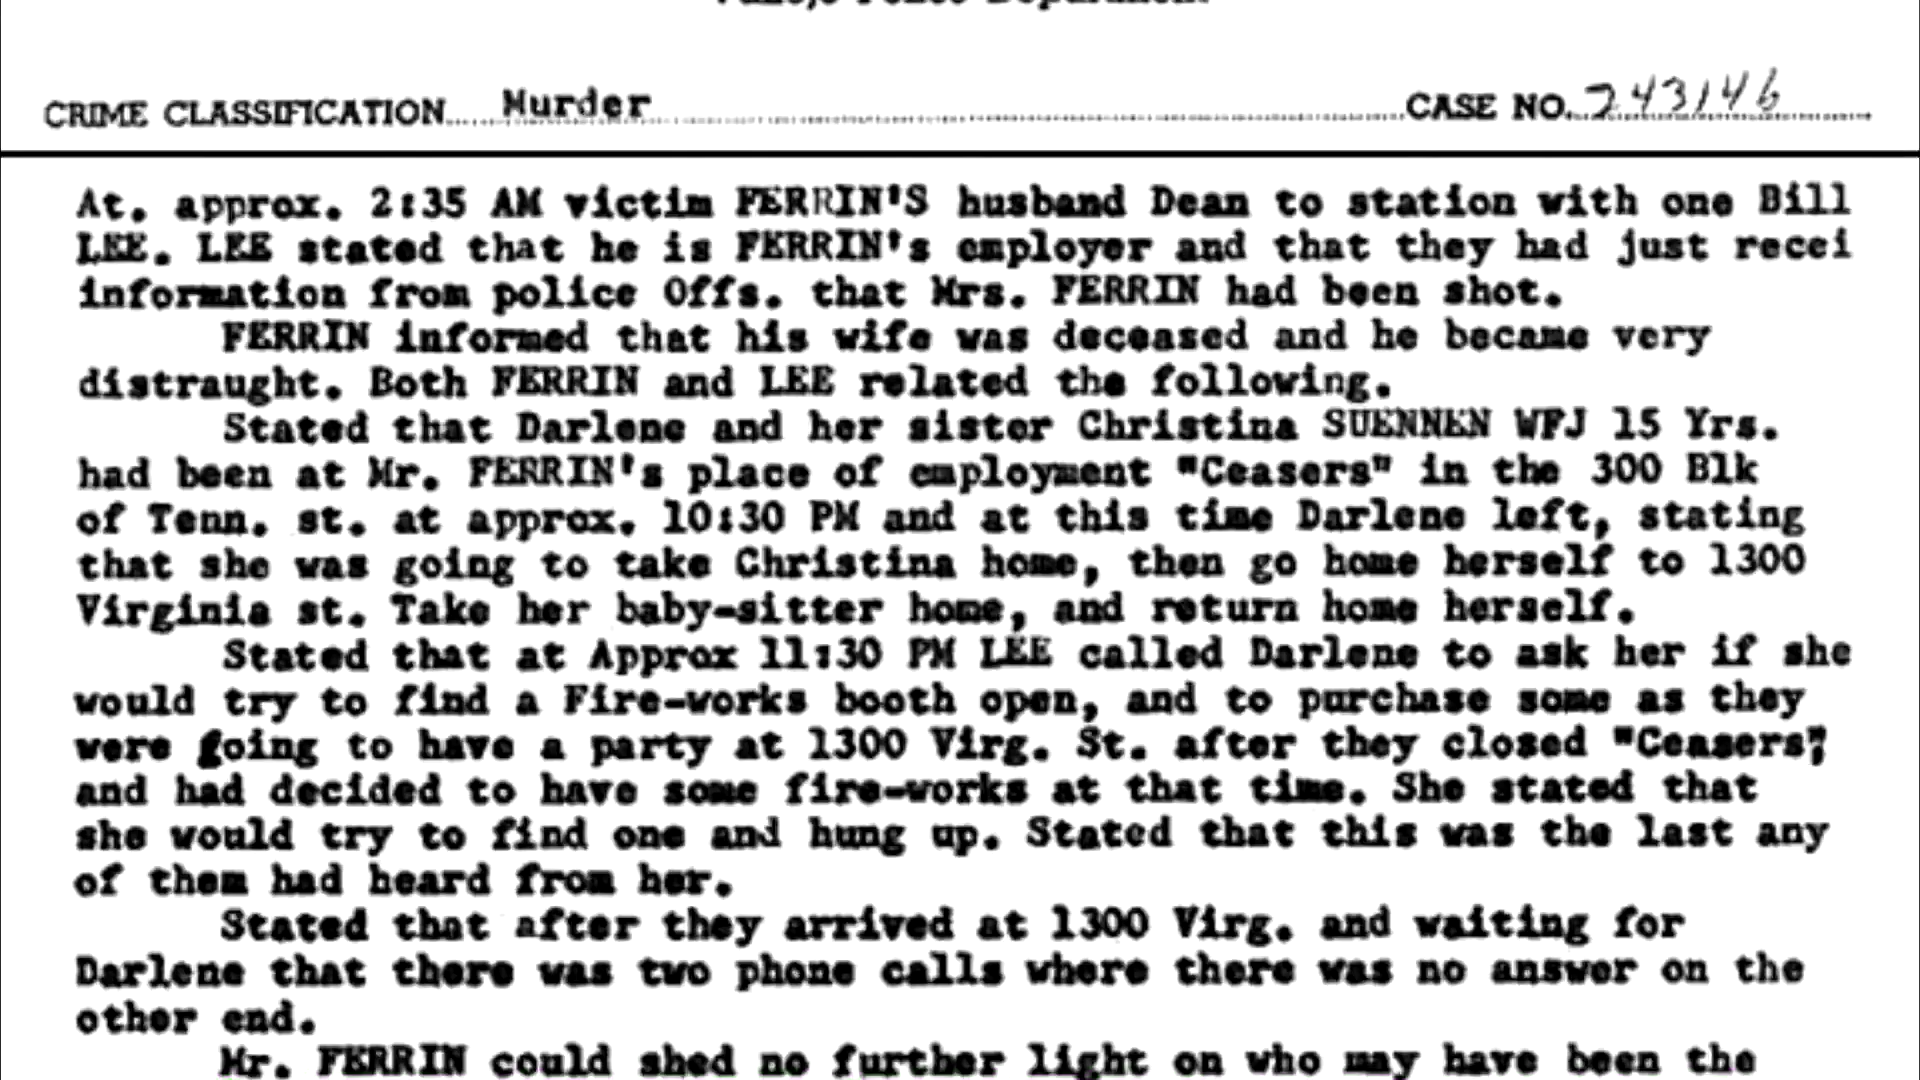 Police Department
CRIME CLASSIFICATION Murder CASE NO. 243146
At. approx. 2:35 AM victim FERRIN'S husband Dean to station with one Bill
LEE. LEE stated that he is FERRIN's employer and that they had just recei
information from police Offs. that Mrs. FERRIN had been shot.
FERRIN informed that his wife was deceased and he became very
distraught. Both FERRIN and LEE related the following.
Stated that Darlene and her sister Christina SUENNEN WFJ 15 Yrs.
had been at Mr. FERRIN's place of employment "Ceasers" in the 300 Blk
of Tenn. st. at approx. 10:30 PM and at this time Darlene left, stating
that she was going to take Christina home, then go home herself to 1300
Virginia st. Take her baby-sitter home, and return home herself.
Stated that at Approx 11:30 PM LEE called Darlene to ask her if she
would try to find a Fire-works booth open, and to purchase some as they
were going to have a party at 1300 Virg. St. after they closed "Ceasers",
and had decided to have some fire-works at that time. She stated that
she would try to find one and hung up. Stated that this was the last any
of them had heard from her.
Stated that after they arrived at 1300 Virg. and waiting for
Darlene that there was two phone calls where there was no answer on the
other end.
Mr. FERRIN could shed no further light on who may have been the